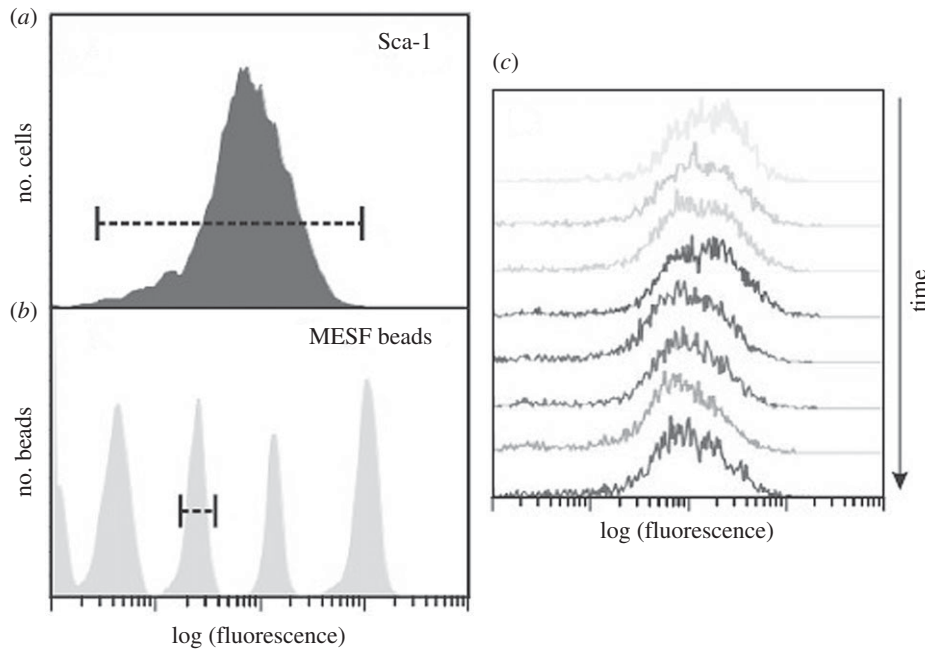 (a)
Sca-1
no. cells
(b)
MESF beads
no. beads
log (fluorescence)
(c)
time
log (fluorescence)